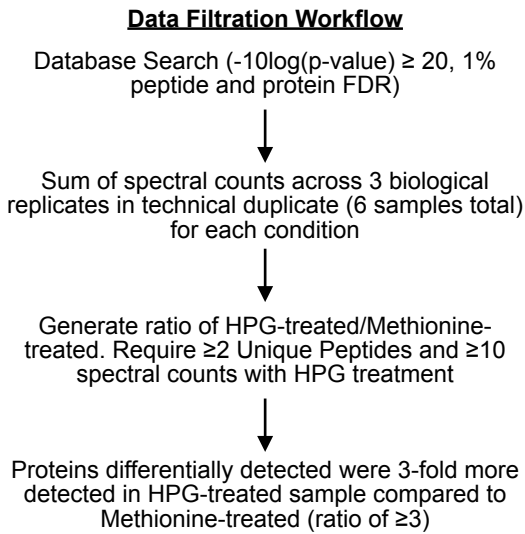 Data Filtration Workflow
Database Search (-10log(p-value) ≥ 20, 1%
peptide and protein FDR)
Sum of spectral counts across 3 biological
replicates in technical duplicate (6 samples total)
for each condition
Generate ratio of HPG-treated/Methionine-
treated. Require ≥2 Unique Peptides and ≥10
spectral counts with HPG treatment
Proteins differentially detected were 3-fold more
detected in HPG-treated sample compared to
Methionine-treated (ratio of ≥3)